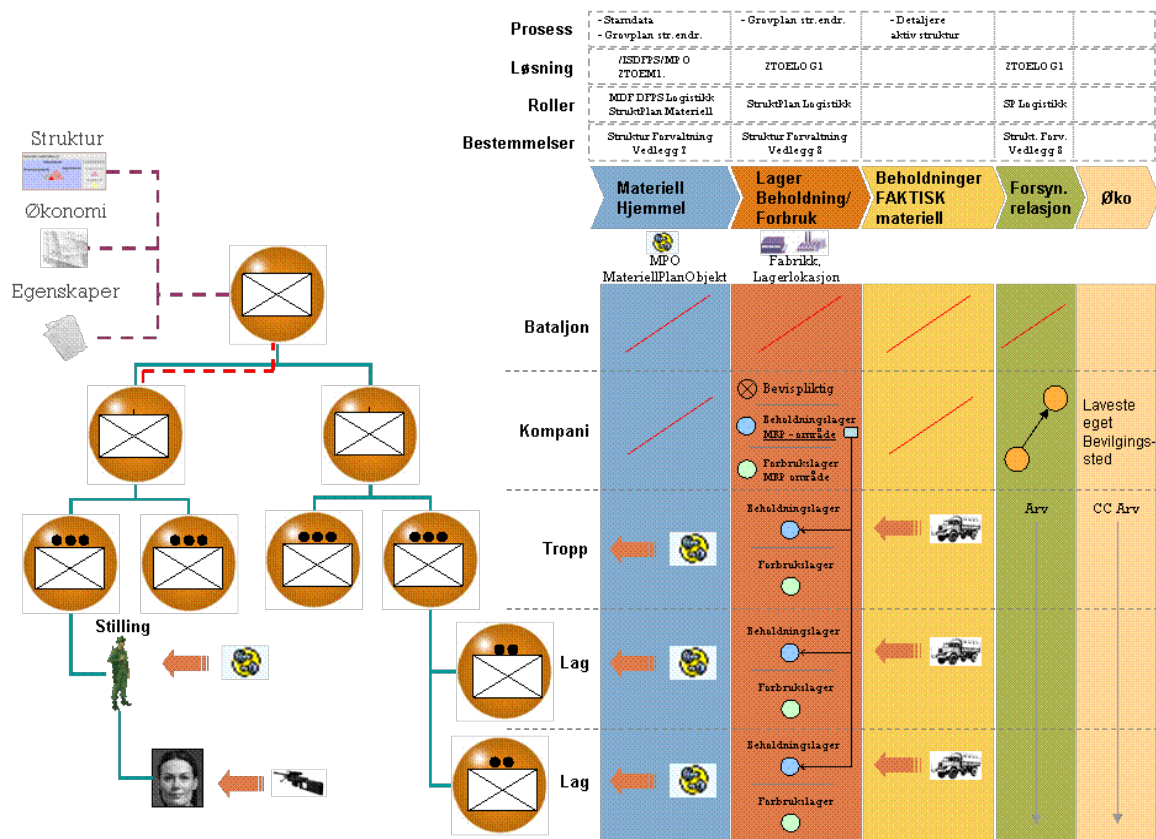 Prosess
- Stamdata
- Grovplan str.endr.
- Grovplan str.endr.
- Detaljere
aktiv struktur
Løsning
/ISDFPS/MPO
ZTOEM1.
ZTOELOG1
ZTOELOG1
Roller
MDF DFPS Logistikk
StruktPlan Materiell
StruktPlan Logistikk
SP Logistikk
Bestemmelser
Struktur Forvaltning
Vedlegg 7
Struktur Forvaltning
Vedlegg 8
Strukt. Forv.
Vedlegg 8
Struktur
Økonomi
Egenskaper
Materiell
Hjemmel
Lager
Beholdning/
Forbruk
Beholdninger
FAKTISK
materiell
Forsyn.
relasjon
Øko
MPO
MateriellPlanObjekt
Fabrikk,
Lagerlokasjon
Bataljon
Kompani
Bevispliktig
Beholdningslager
MRP - område
Forbrukslager
MRP område
Laveste
eget
Bevilgings-
sted
Tropp
Beholdningslager
Forbrukslager
Arv
CC Arv
Stilling
Lag
Beholdningslager
Forbrukslager
Lag
Beholdningslager
Forbrukslager